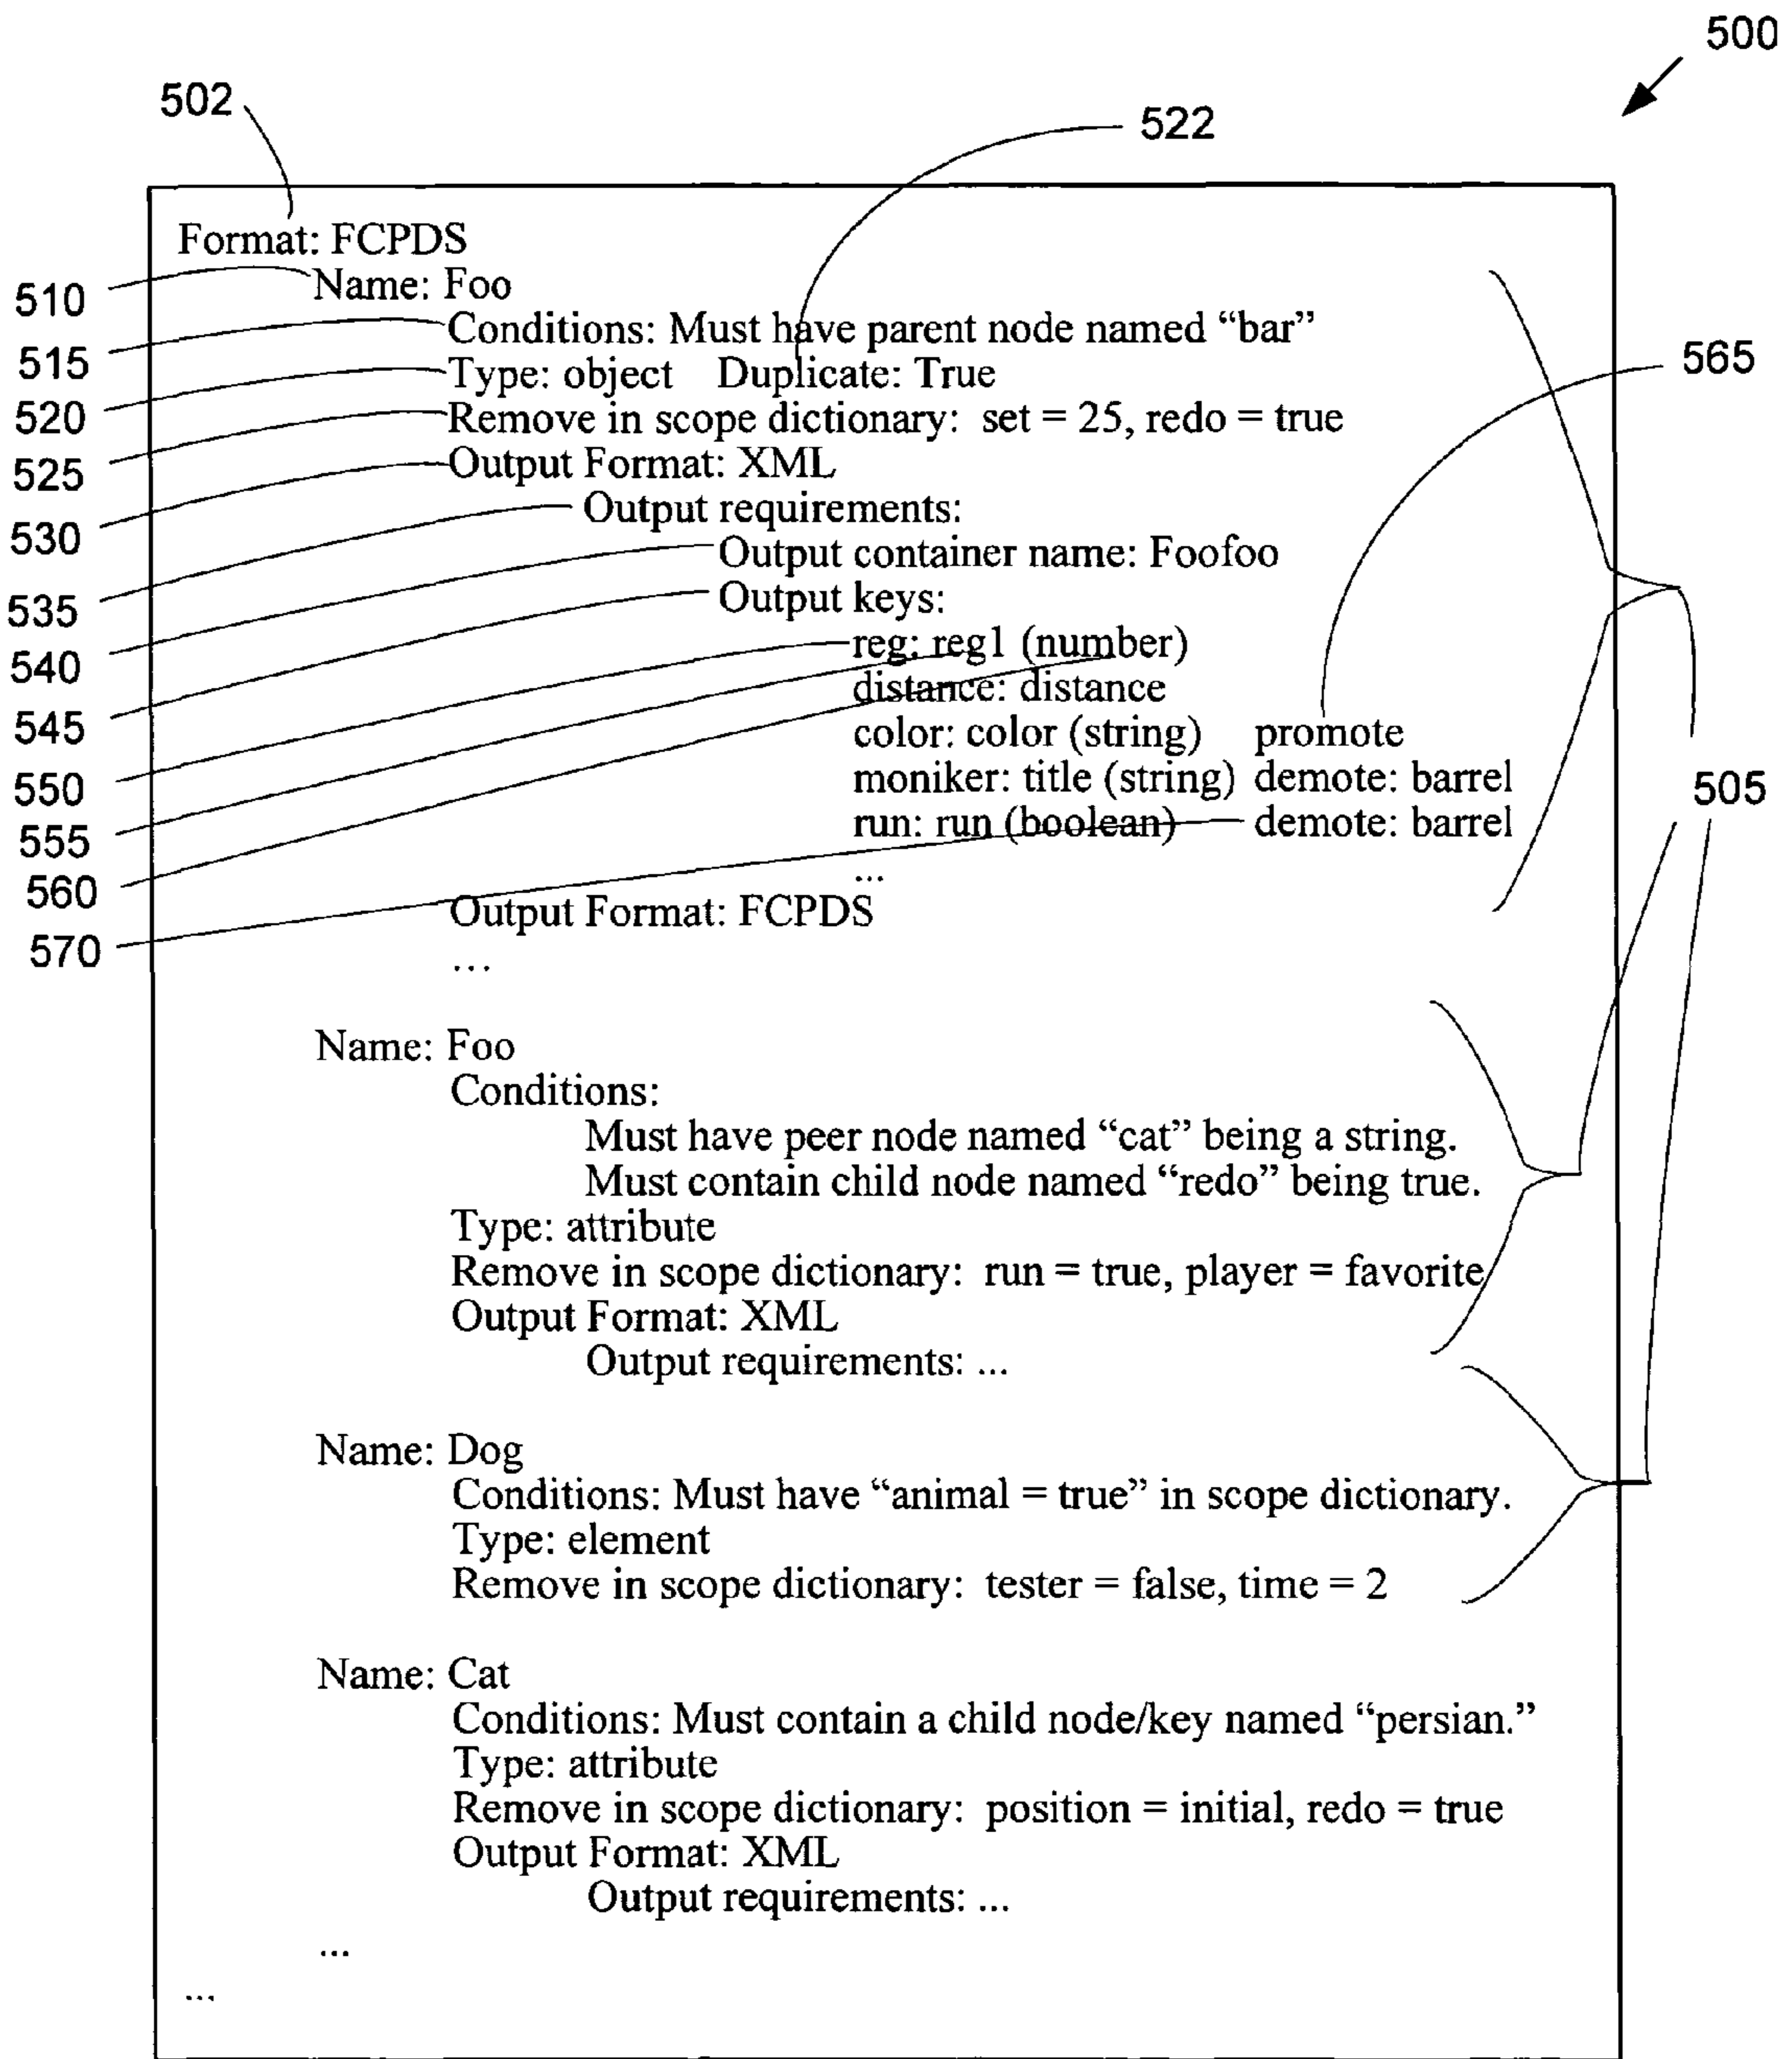 500
502
522
Format: FCPDS
510
Name: Foo
515
Conditions: Must have parent node named “bar”
565
520
Type: object Duplicate: True
525
Remove in scope dictionary: set = 25, redo = true
530
Output Format: XML
535
Output requirements:
540
Output container name: Foofoo
545
Output keys:
550
reg: reg1 (number)
555
distance: distance
560
color: color (string) promote
505
moniker: title (string) demote: barrel
570
run: run (boolean) demote: barrel
...
Output Format: FCPDS
...
Name: Foo
Conditions:
Must have peer node named “cat” being a string.
Must contain child node named “redo” being true.
Type: attribute
Remove in scope dictionary: run = true, player = favorite
Output Format: XML
Output requirements: ...
Name: Dog
Conditions: Must have “animal = true” in scope dictionary.
Type: element
Remove in scope dictionary: tester = false, time = 2
Name: Cat
Conditions: Must contain a child node/key named “persian.”
Type: attribute
Remove in scope dictionary: position = initial, redo = true
Output Format: XML
Output requirements: ...
...
...